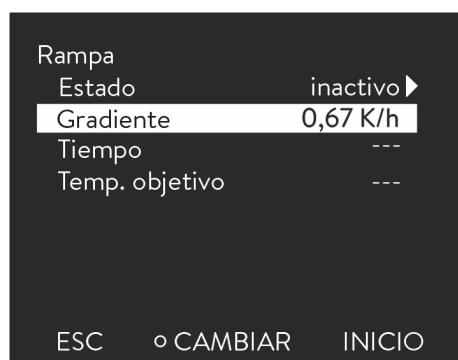 Rampa
Estado inactivo
Gradiente 0,67 K/h
Tiempo ---
Temp. objetivo ---
ESC CAMBIAR INICIO